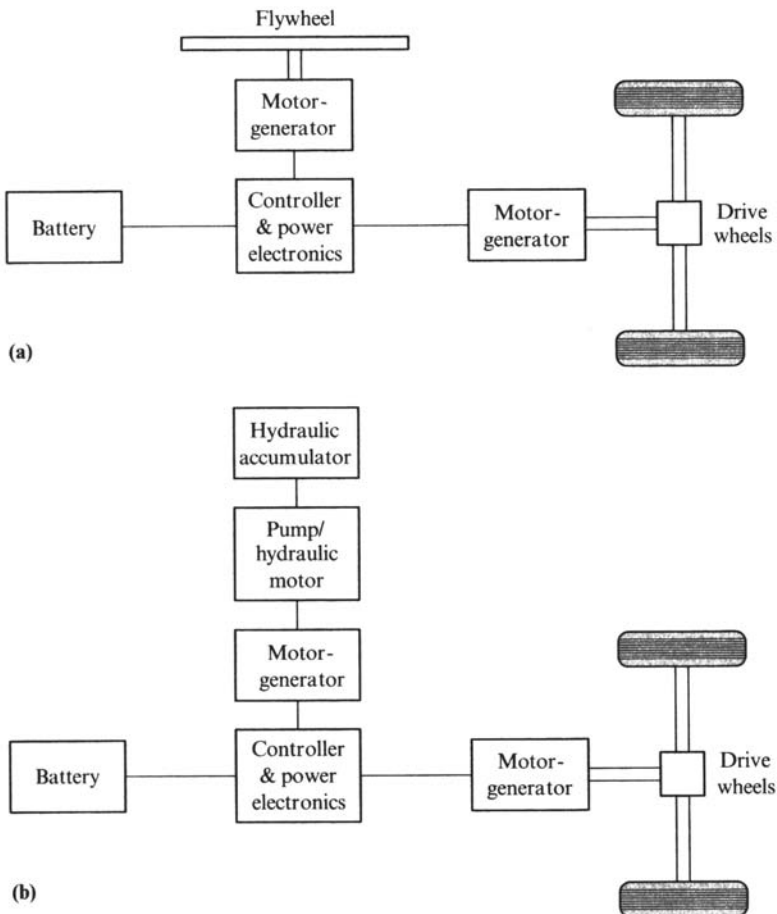 Flywheel
Motor-
generator
Battery
Controller
& power
electronics
Motor-
generator
Drive
wheels
(a)
Hydraulic
accumulator
Pump/
hydraulic
motor
Motor-
generator
Battery
Controller
& power
electronics
Motor-
generator
Drive
wheels
(b)